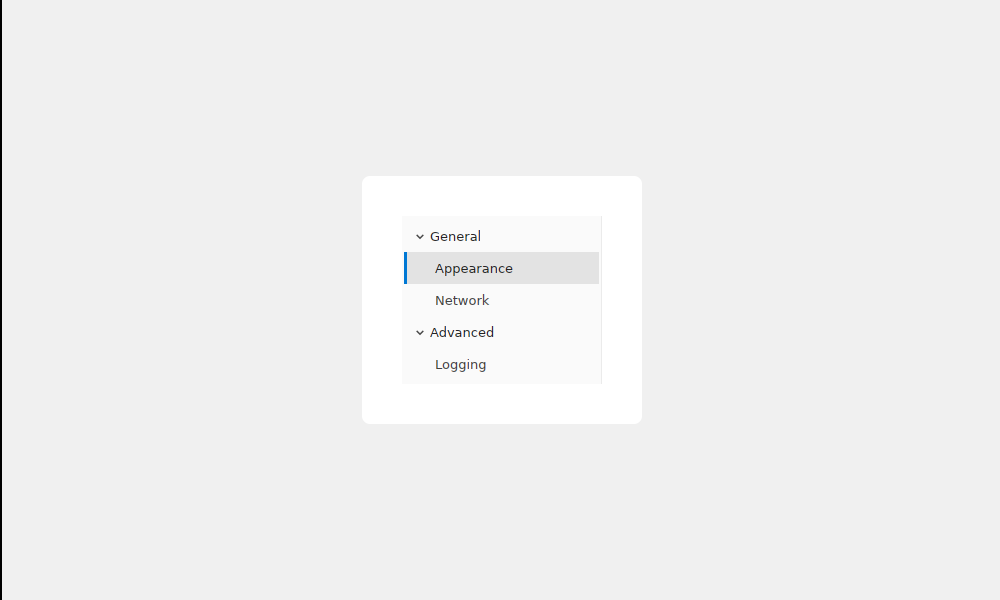 General
Appearance
Network
Advanced
Logging